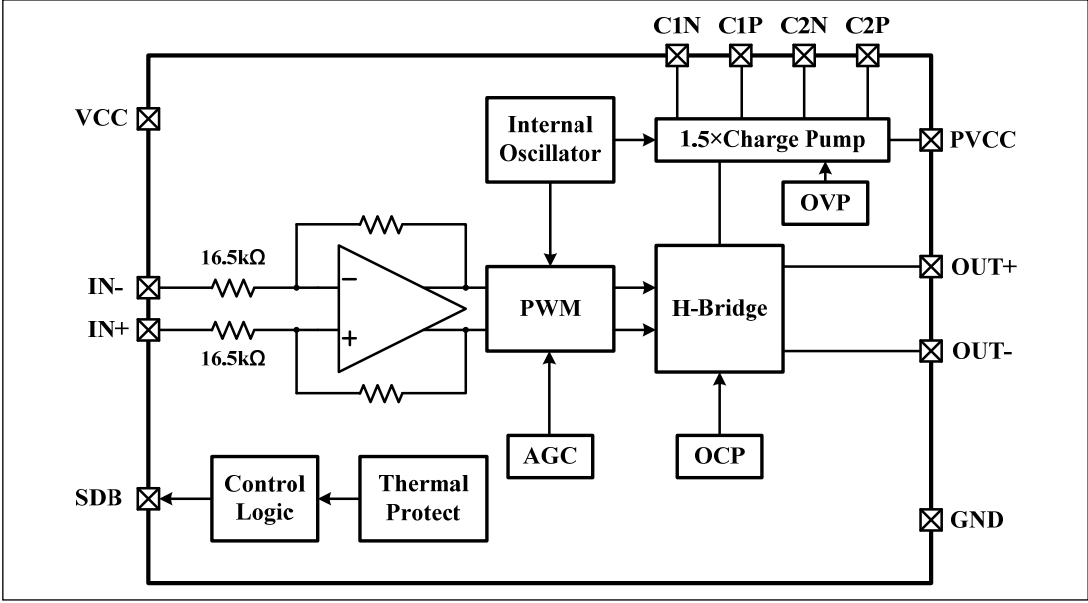 C1N C1P C2N C2P
VCC
Internal
Oscillator
1.5×Charge Pump
PVCC
OVP
16.5kΩ
IN-
IN+
16.5kΩ
−
+
PWM
H-Bridge
OUT+
OUT-
AGC
OCP
SDB
Control
Logic
Thermal
Protect
GND